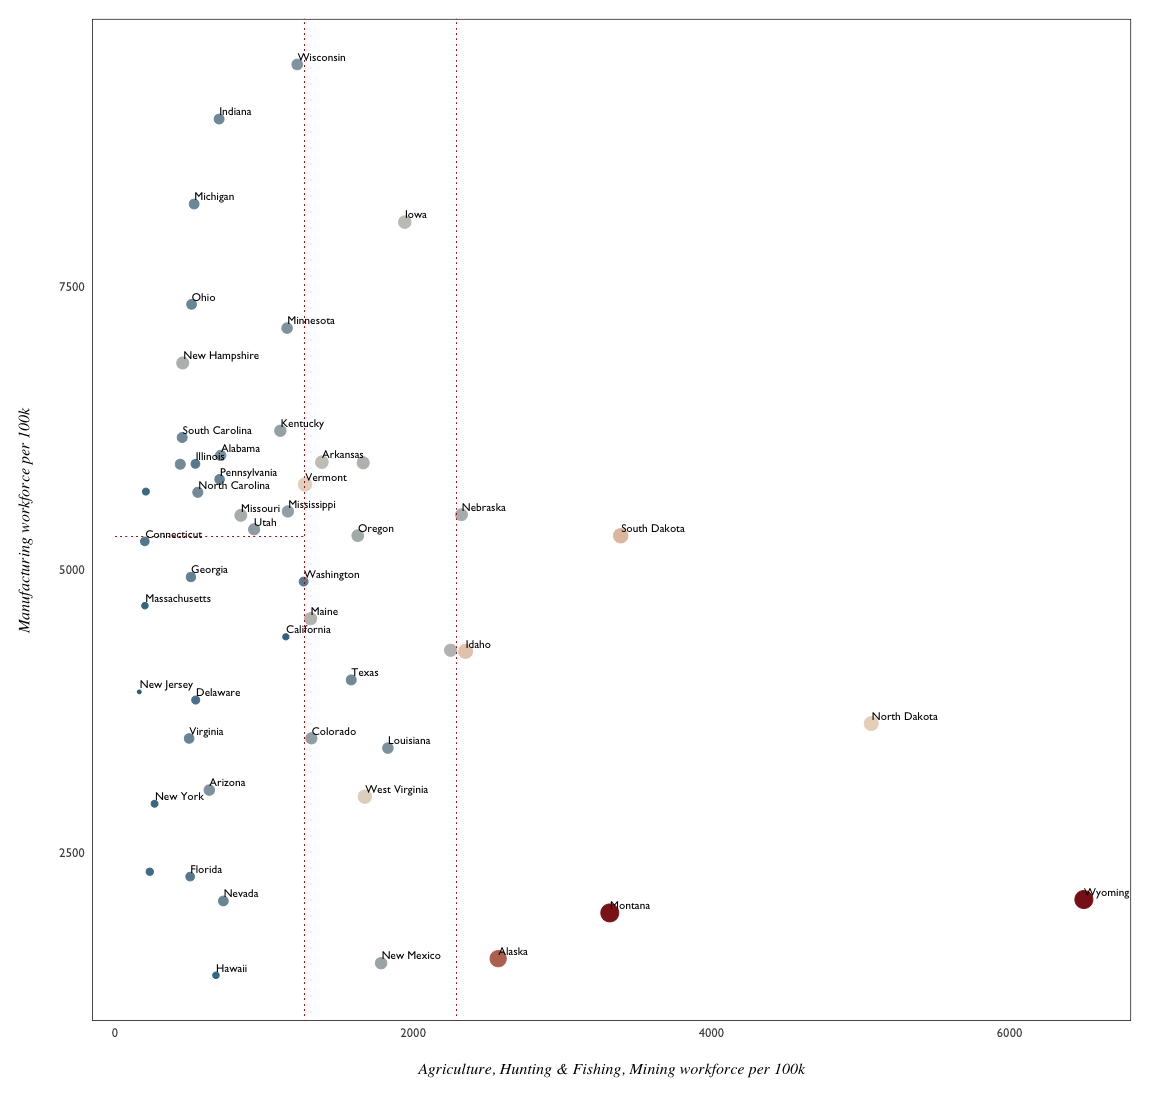 Wisconsin
Indiana
Michigan
Iowa
7500
Ohio
Minnesota
New Hampshire
Kentucky
South Carolina
Alabama
Arkansas
Illinois
Pennsylvania
Vermont
North Carolina
Mississippi
Missouri
Nebraska
Utah
Oregon
South Dakota
Connecticut
Manufacturing workforce per 100k
5000
Georgia
Washington
Massachusetts
Maine
California
Idaho
Texas
New Jersey
Delaware
North Dakota
Virginia
Colorado
Louisiana
Arizona
West Virginia
New York
2500
Florida
Nevada
Wyoming
Montana
Alaska
New Mexico
Hawaii
0 2000 4000 6000
Agriculture, Hunting & Fishing, Mining workforce per 100k